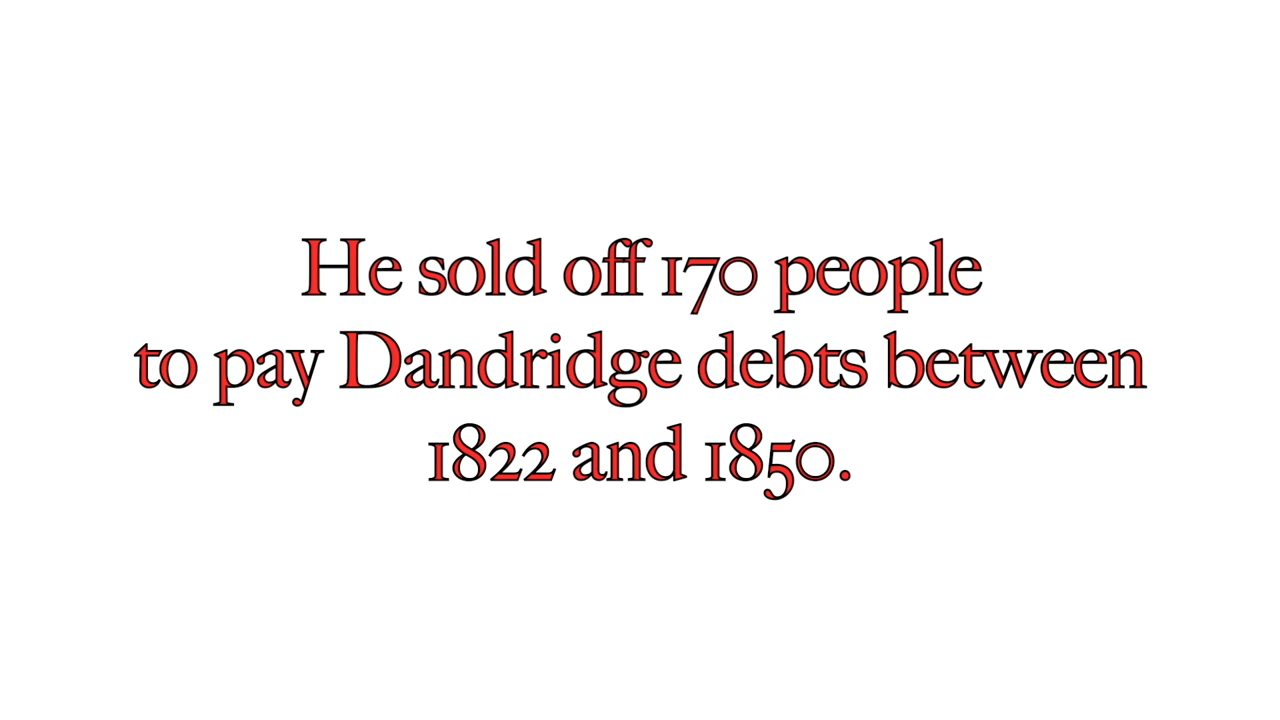 He sold off 170 people
to pay Dandridge debts between
1822 and 1850.